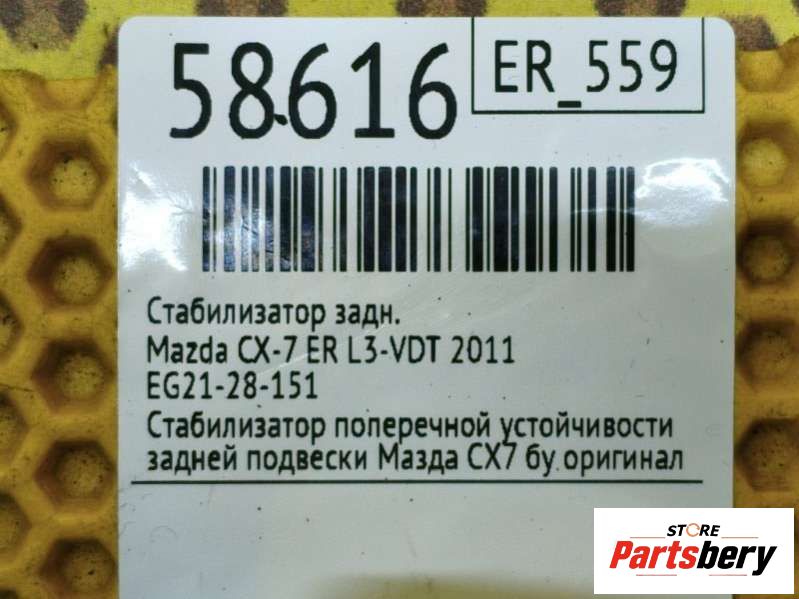 58616
ER_559
Стабилизатор задн.
Mazda CX-7 ER L3-VDT 2011
EG21-28-151
Стабилизатор поперечной устойчивости
задней подвески Мазда СХ7 бу оригинал
STORE
Partsbery